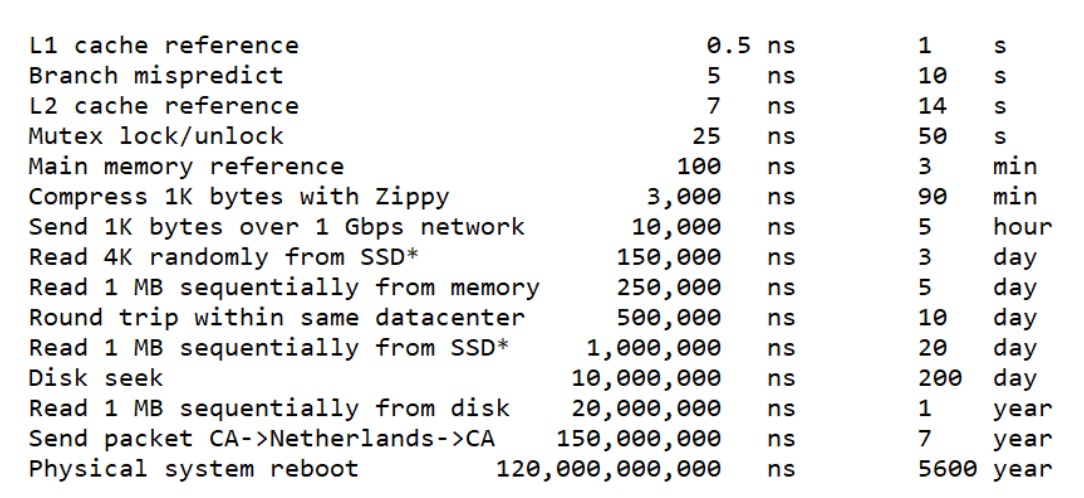 L1 cache reference 0.5 ns 1 s
Branch mispredict 5 ns 10 s
L2 cache reference 7 ns 14 s
Mutex lock/unlock 25 ns 50 s
Main memory reference 100 ns 3 min
Compress 1K bytes with Zippy 3,000 ns 90 min
Send 1K bytes over 1 Gbps network 10,000 ns 5 hour
Read 4K randomly from SSD* 150,000 ns 3 day
Read 1 MB sequentially from memory 250,000 ns 5 day
Round trip within same datacenter 500,000 ns 10 day
Read 1 MB sequentially from SSD* 1,000,000 ns 20 day
Disk seek 10,000,000 ns 200 day
Read 1 MB sequentially from disk 20,000,000 ns 1 year
Send packet CA->Netherlands->CA 150,000,000 ns 7 year
Physical system reboot 120,000,000,000 ns 5600 year